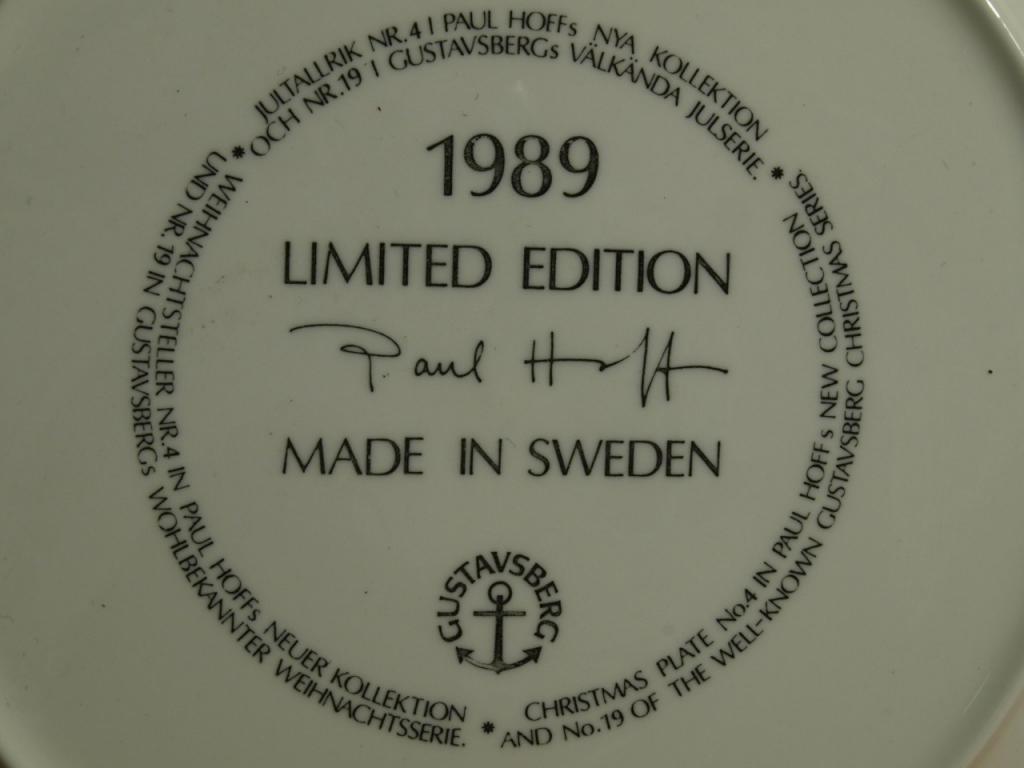 JULTALLRIK NR.4 I PAUL HOFFs NYA KOLLEKTION
OCH NR.19 I GUSTAVSBERGs VÄLKÄNDA JULSERIE. *
CHRISTMAS PLATE No.4 IN PAUL HOFFs NEW COLLECTION
AND No.19 OF THE WELL-KNOWN GUSTAVSBERG CHRISTMAS SERIES. *
WEIHNACHTSTELLER NR.4 IN PAUL HOFFs NEUER KOLLEKTION
UND NR.19 IN GUSTAVSBERGs WOHLBEKANNTER WEIHNACHTSSERIE. *
1989
LIMITED EDITION
Paul Hoff
MADE IN SWEDEN
GUSTAVSBERG